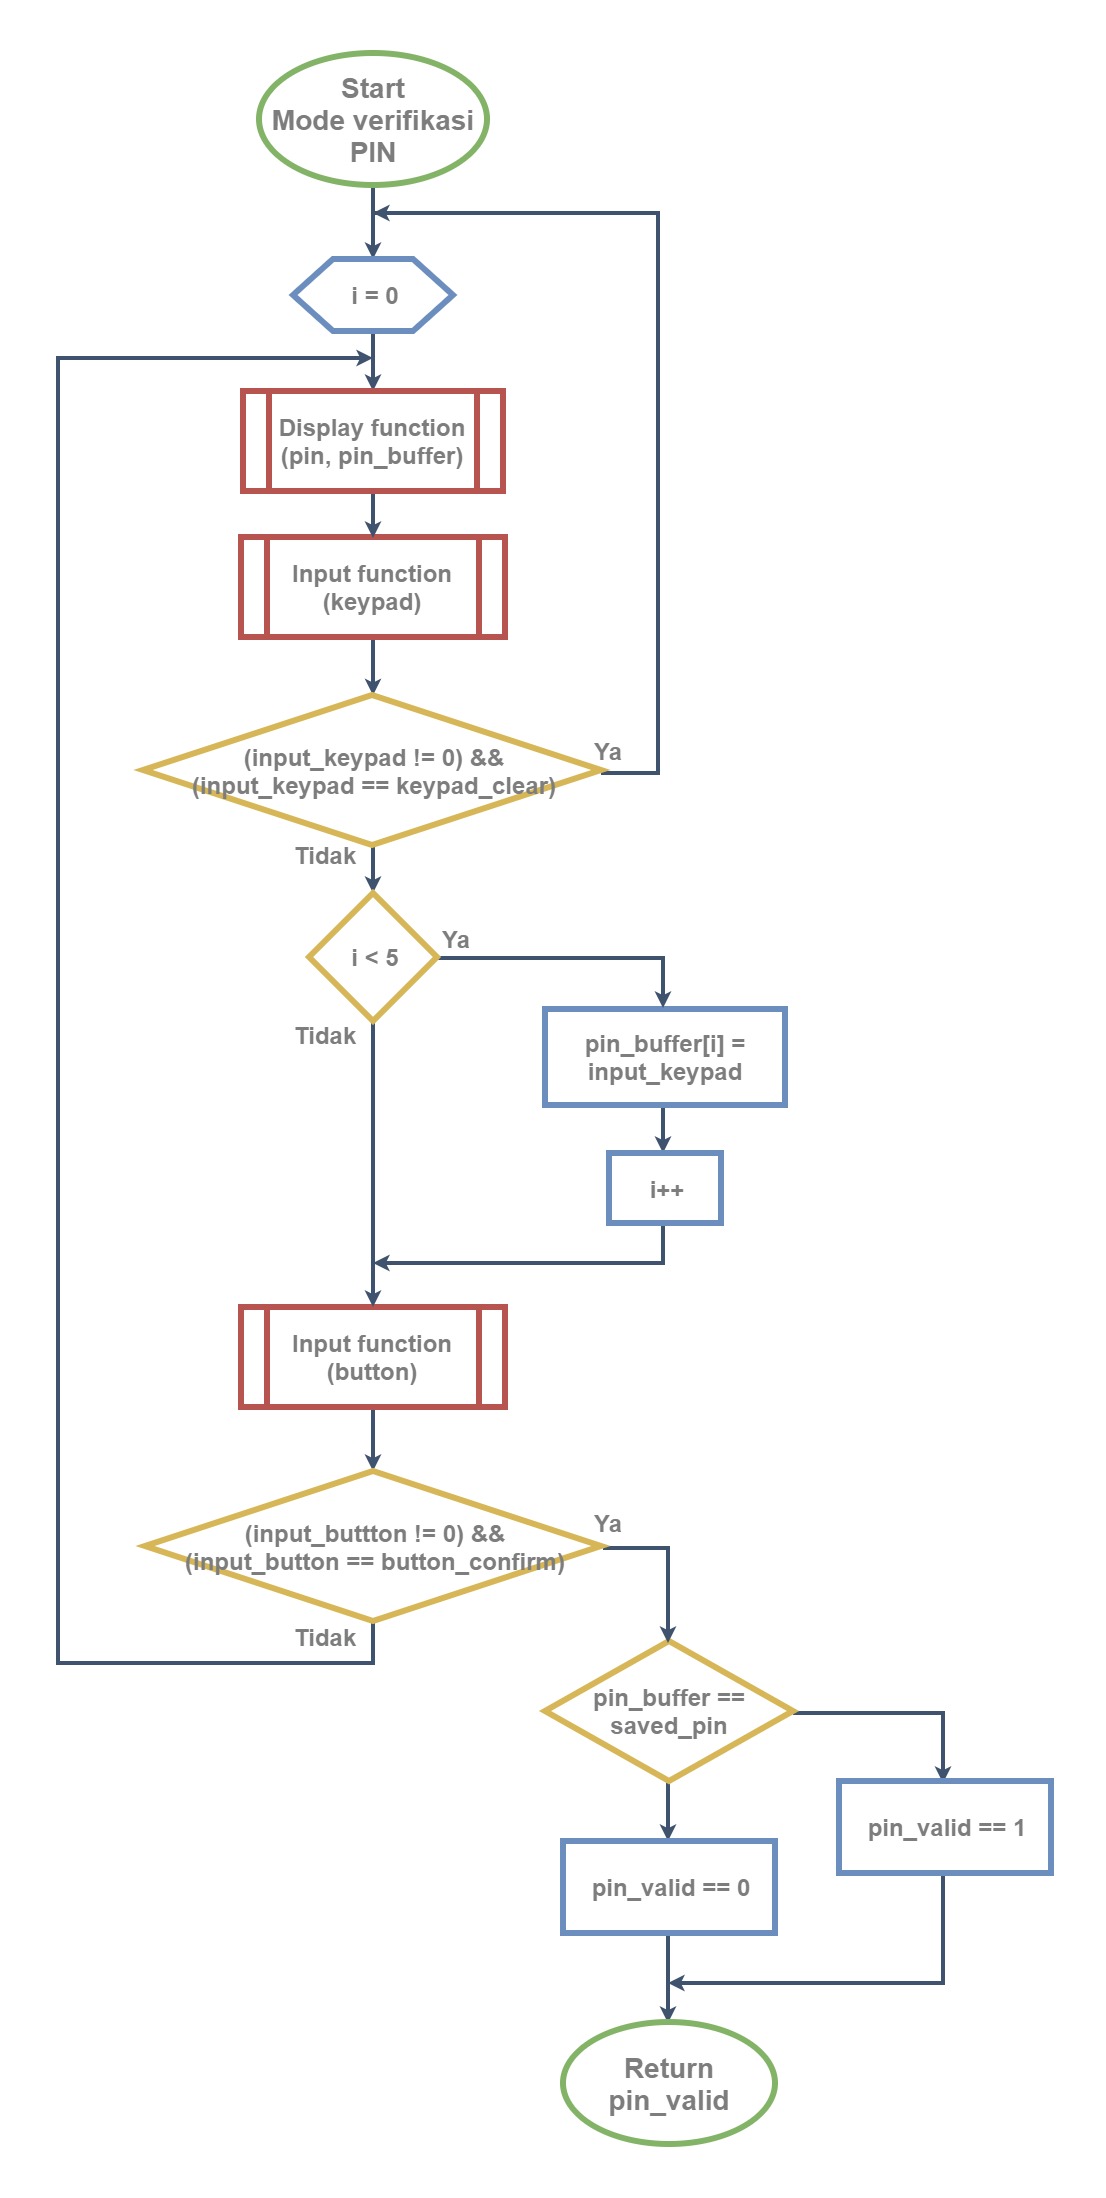 Start
Mode verifikasi
PIN
i = 0
Display function
(pin, pin_buffer)
Input function
(keypad)
(input_keypad != 0) &&
(input_keypad == keypad_clear)
Ya
Tidak
i < 5
Ya
Tidak
pin_buffer[i] =
input_keypad
i++
Input function
(button)
(input_buttton != 0) &&
(input_button == button_confirm)
Ya
Tidak
pin_buffer ==
saved_pin
pin_valid == 1
pin_valid == 0
Return
pin_valid